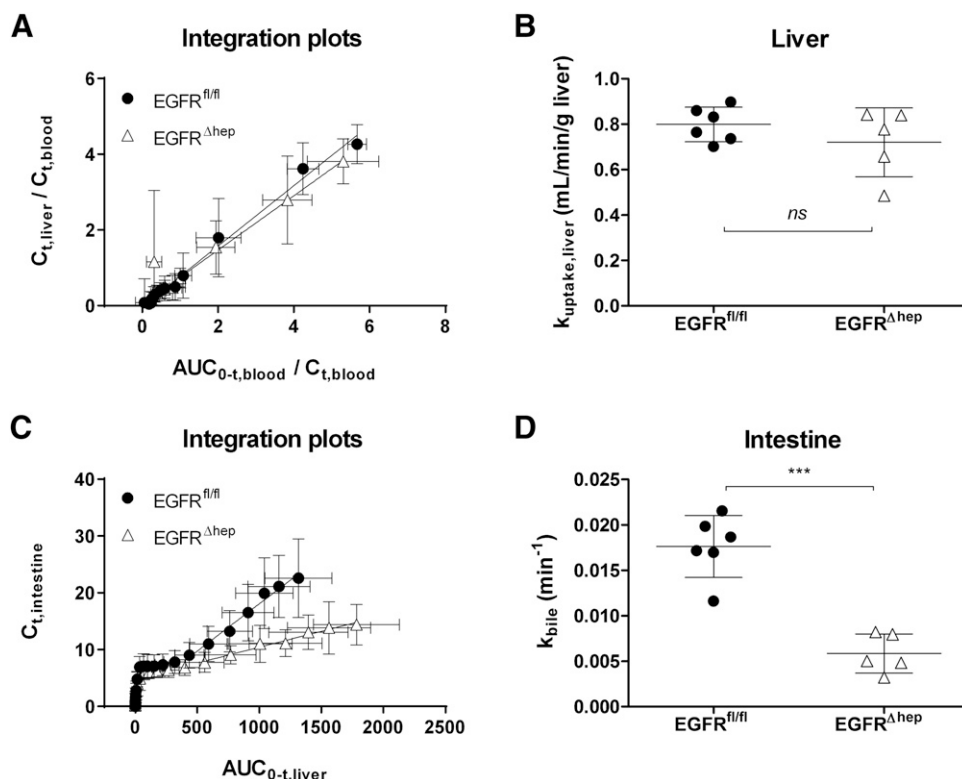 A
Integration plots
EGFR^fl/fl
EGFR^Δhep
6
4
2
0
C_t,liver / C_t,blood
0 2 4 6 8
AUC_0-t,blood / C_t,blood
B
Liver
1.0
0.8
0.6
0.4
0.2
0.0
k_uptake,liver (mL/min/g liver)
ns
EGFR^fl/fl EGFR^Δhep
C
Integration plots
EGFR^fl/fl
EGFR^Δhep
40
30
20
10
0
C_t,intestine
0 500 1000 1500 2000 2500
AUC_0-t,liver
D
Intestine
0.025
0.020
0.015
0.010
0.005
0.000
k_bile (min^-1)
***
EGFR^fl/fl EGFR^Δhep